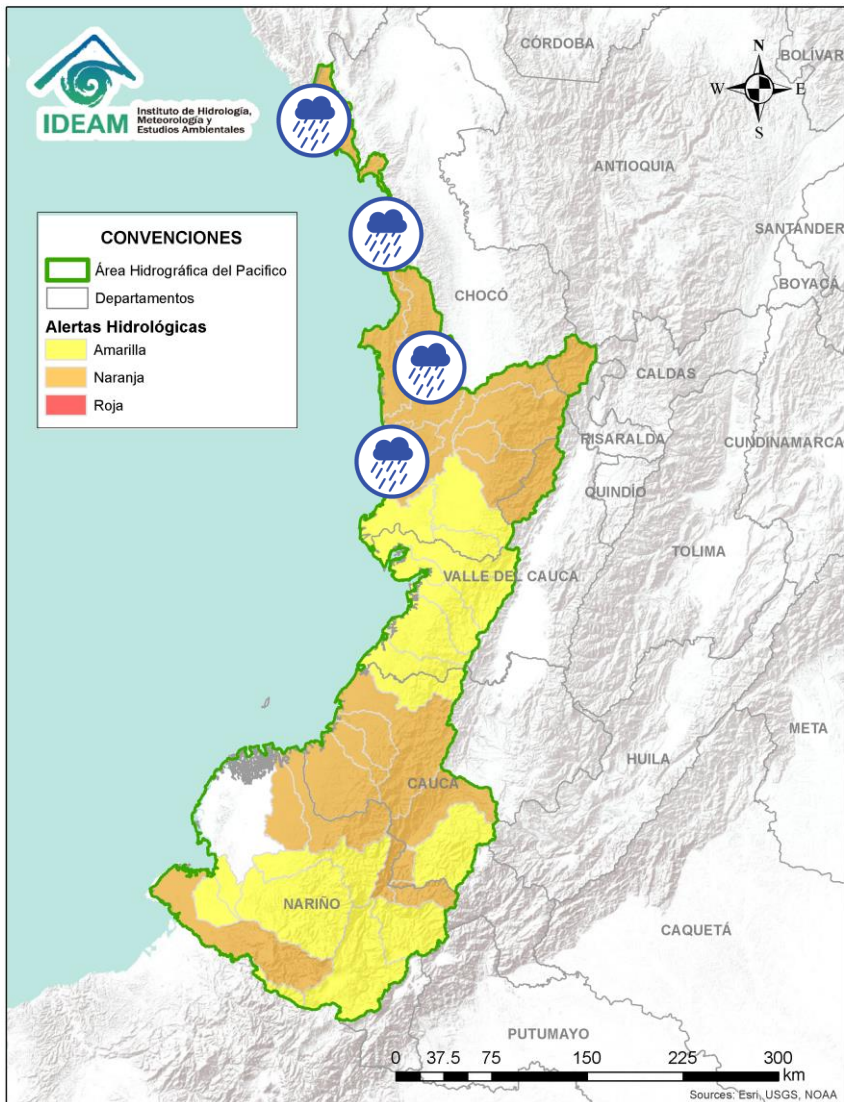 IDEAM
Instituto de Hidrología,
Meteorología y
Estudios Ambientales
CÓRDOBA
BOLÍVAR
N
W
E
S
ANTIOQUIA
SANTANDER
BOYACÁ
CONVENCIONES
Área Hidrográfica del Pacifico
Departamentos
Alertas Hidrológicas
Amarilla
Naranja
Roja
CHOCÓ
CALDAS
RISARALDA
CUNDINAMARCA
QUINDÍO
TOLIMA
VALLE DEL CAUCA
META
HUILA
CAUCA
NARIÑO
CAQUETÁ
PUTUMAYO
0 37.5 75 150 225 300
km
Sources: Esri, USGS, NOAA